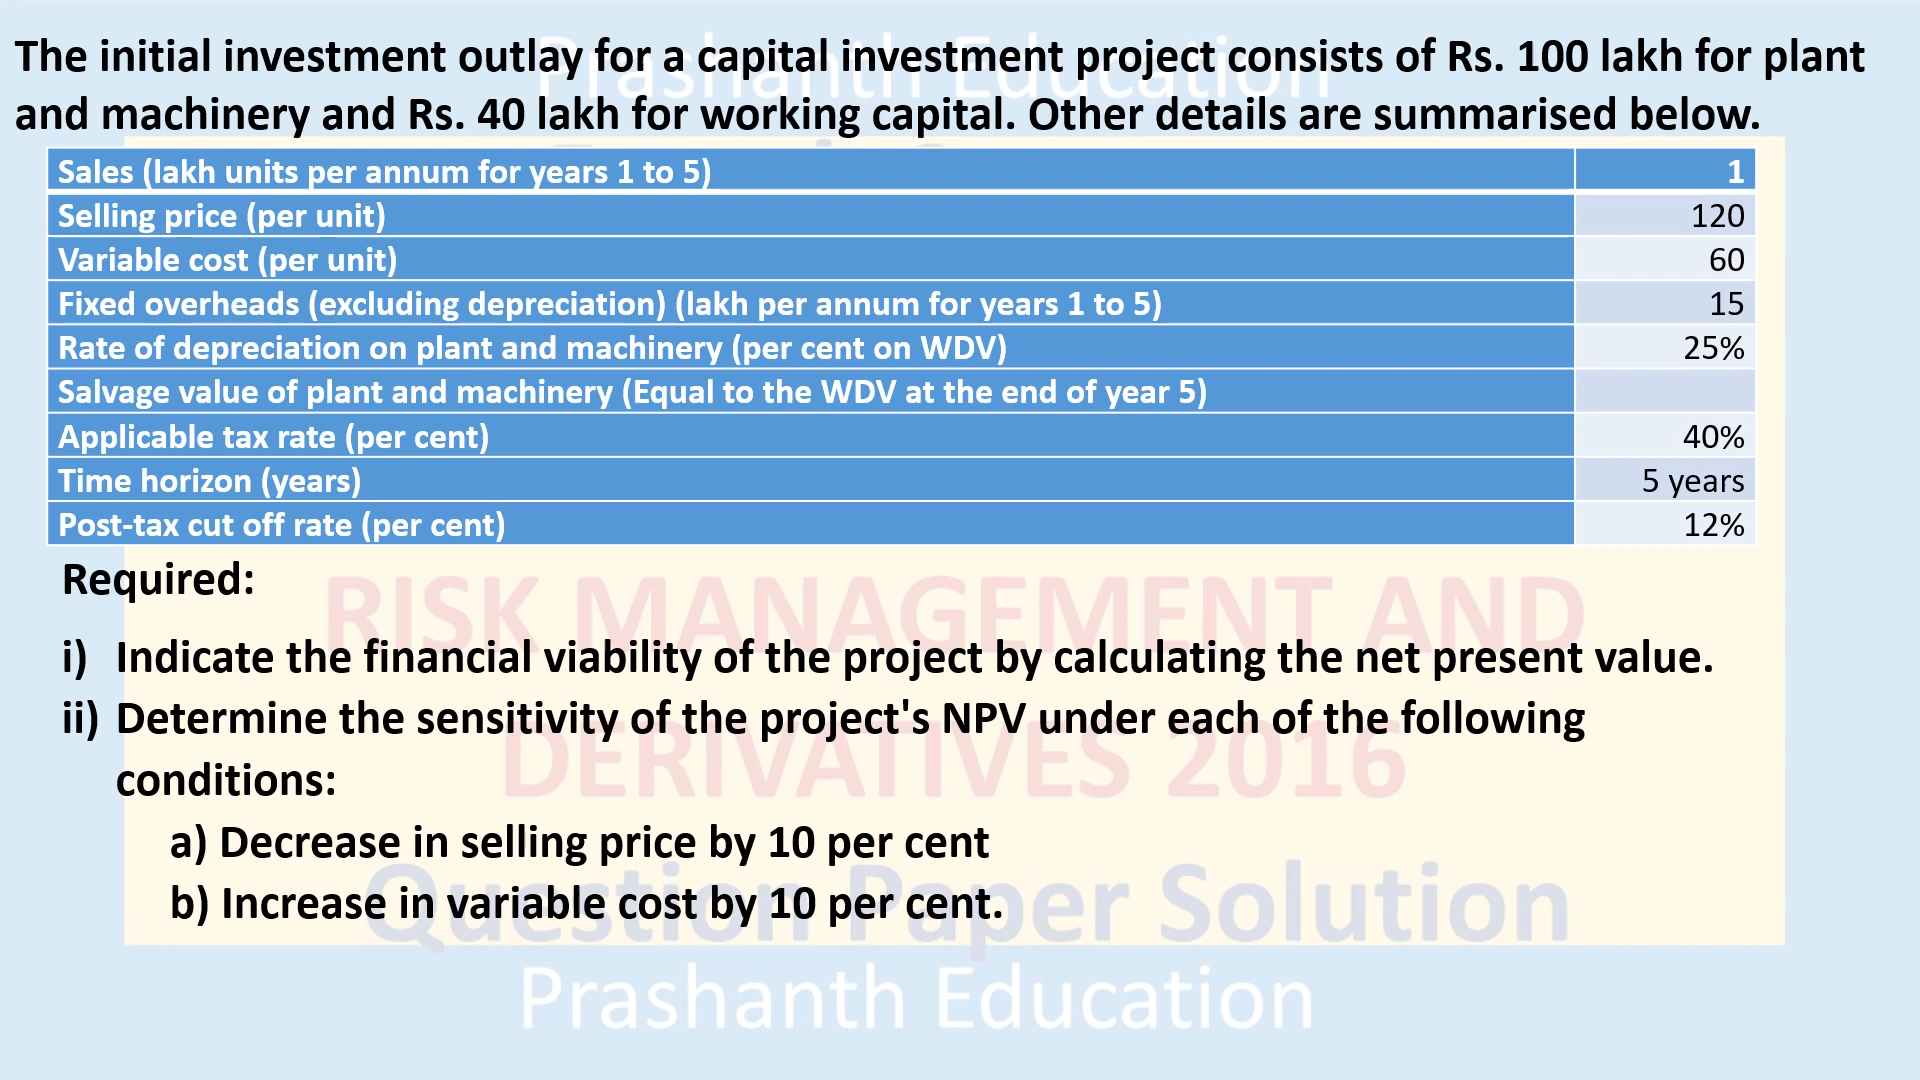 Prashanth Education
The initial investment outlay for a capital investment project consists of Rs. 100 lakh for plant
and machinery and Rs. 40 lakh for working capital. Other details are summarised below.
Sales (lakh units per annum for years 1 to 5) 1
Selling price (per unit) 120
Variable cost (per unit) 60
Fixed overheads (excluding depreciation) (lakh per annum for years 1 to 5) 15
Rate of depreciation on plant and machinery (per cent on WDV) 25%
Salvage value of plant and machinery (Equal to the WDV at the end of year 5)
Applicable tax rate (per cent) 40%
Time horizon (years) 5 years
Post-tax cut off rate (per cent) 12%
Required:
RISK MANAGEMENT AND
i) Indicate the financial viability of the project by calculating the net present value.
ii) Determine the sensitivity of the project's NPV under each of the following
DERIVATIVES 2016
conditions:
a) Decrease in selling price by 10 per cent
Question Paper Solution
b) Increase in variable cost by 10 per cent.
Prashanth Education